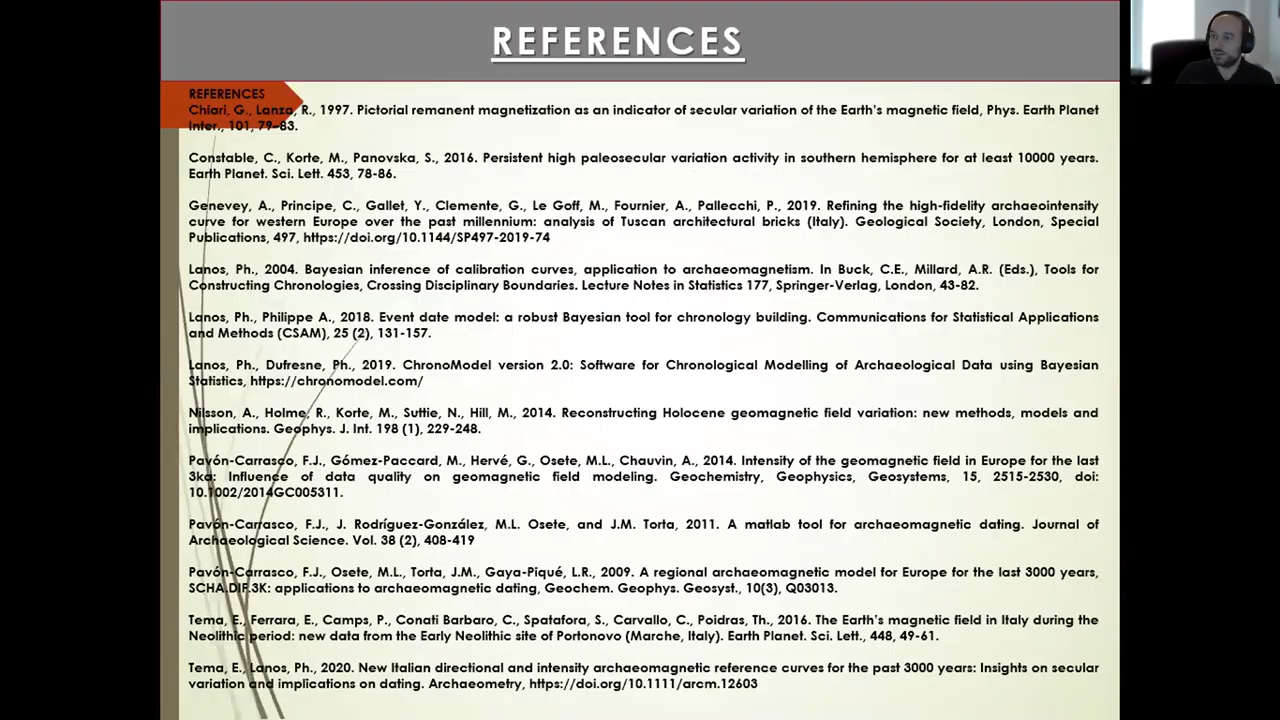 REFERENCES
REFERENCES
Chiari, G., Lanza, R., 1997. Pictorial remanent magnetization as an indicator of secular variation of the Earth's magnetic field, Phys. Earth Planet
Inter., 101, 79–83.
Constable, C., Korte, M., Panovska, S., 2016. Persistent high paleosecular variation activity in southern hemisphere for at least 10000 years.
Earth Planet. Sci. Lett. 453, 78-86.
Genevey, A., Principe, C., Gallet, Y., Clemente, G., Le Goff, M., Fournier, A., Pallecchi, P., 2019. Refining the high-fidelity archaeointensity
curve for western Europe over the past millennium: analysis of Tuscan architectural bricks (Italy). Geological Society, London, Special
Publications, 497, https://doi.org/10.1144/SP497-2019-74
Lanos, Ph., 2004. Bayesian inference of calibration curves, application to archaeomagnetism. In Buck, C.E., Millard, A.R. (Eds.), Tools for
Constructing Chronologies, Crossing Disciplinary Boundaries. Lecture Notes in Statistics 177, Springer-Verlag, London, 43-82.
Lanos, Ph., Philippe A., 2018. Event date model: a robust Bayesian tool for chronology building. Communications for Statistical Applications
and Methods (CSAM), 25 (2), 131-157.
Lanos, Ph., Dufresne, Ph., 2019. ChronoModel version 2.0: Software for Chronological Modelling of Archaeological Data using Bayesian
Statistics, https://chronomodel.com/
Nilsson, A., Holme, R., Korte, M., Suttie, N., Hill, M., 2014. Reconstructing Holocene geomagnetic field variation: new methods, models and
implications. Geophys. J. Int. 198 (1), 229-248.
Pavón-Carrasco, F.J., Gómez-Paccard, M., Hervé, G., Osete, M.L., Chauvin, A., 2014. Intensity of the geomagnetic field in Europe for the last
3ka: Influence of data quality on geomagnetic field modeling. Geochemistry, Geophysics, Geosystems, 15, 2515-2530, doi:
10.1002/2014GC005311.
Pavón-Carrasco, F.J., J. Rodríguez-González, M.L. Osete, and J.M. Torta, 2011. A matlab tool for archaeomagnetic dating. Journal of
Archaeological Science. Vol. 38 (2), 408-419
Pavón-Carrasco, F.J., Osete, M.L., Torta, J.M., Gaya-Piqué, L.R., 2009. A regional archaeomagnetic model for Europe for the last 3000 years,
SCHA.DIF.3K: applications to archaeomagnetic dating, Geochem. Geophys. Geosyst., 10(3), Q03013.
Tema, E., Ferrara, E., Camps, P., Conati Barbaro, C., Spatafora, S., Carvallo, C., Poidras, Th., 2016. The Earth's magnetic field in Italy during the
Neolithic period: new data from the Early Neolithic site of Portonovo (Marche, Italy). Earth Planet. Sci. Lett., 448, 49-61.
Tema, E., Lanos, Ph., 2020. New Italian directional and intensity archaeomagnetic reference curves for the past 3000 years: Insights on secular
variation and implications on dating. Archaeometry, https://doi.org/10.1111/arcm.12603